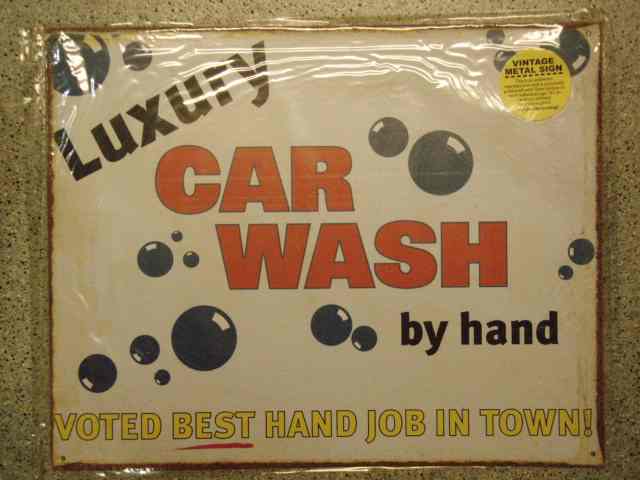 Luxury
CAR
WASH
by hand
VOTED BEST HAND JOB IN TOWN!
VINTAGE
METAL SIGN